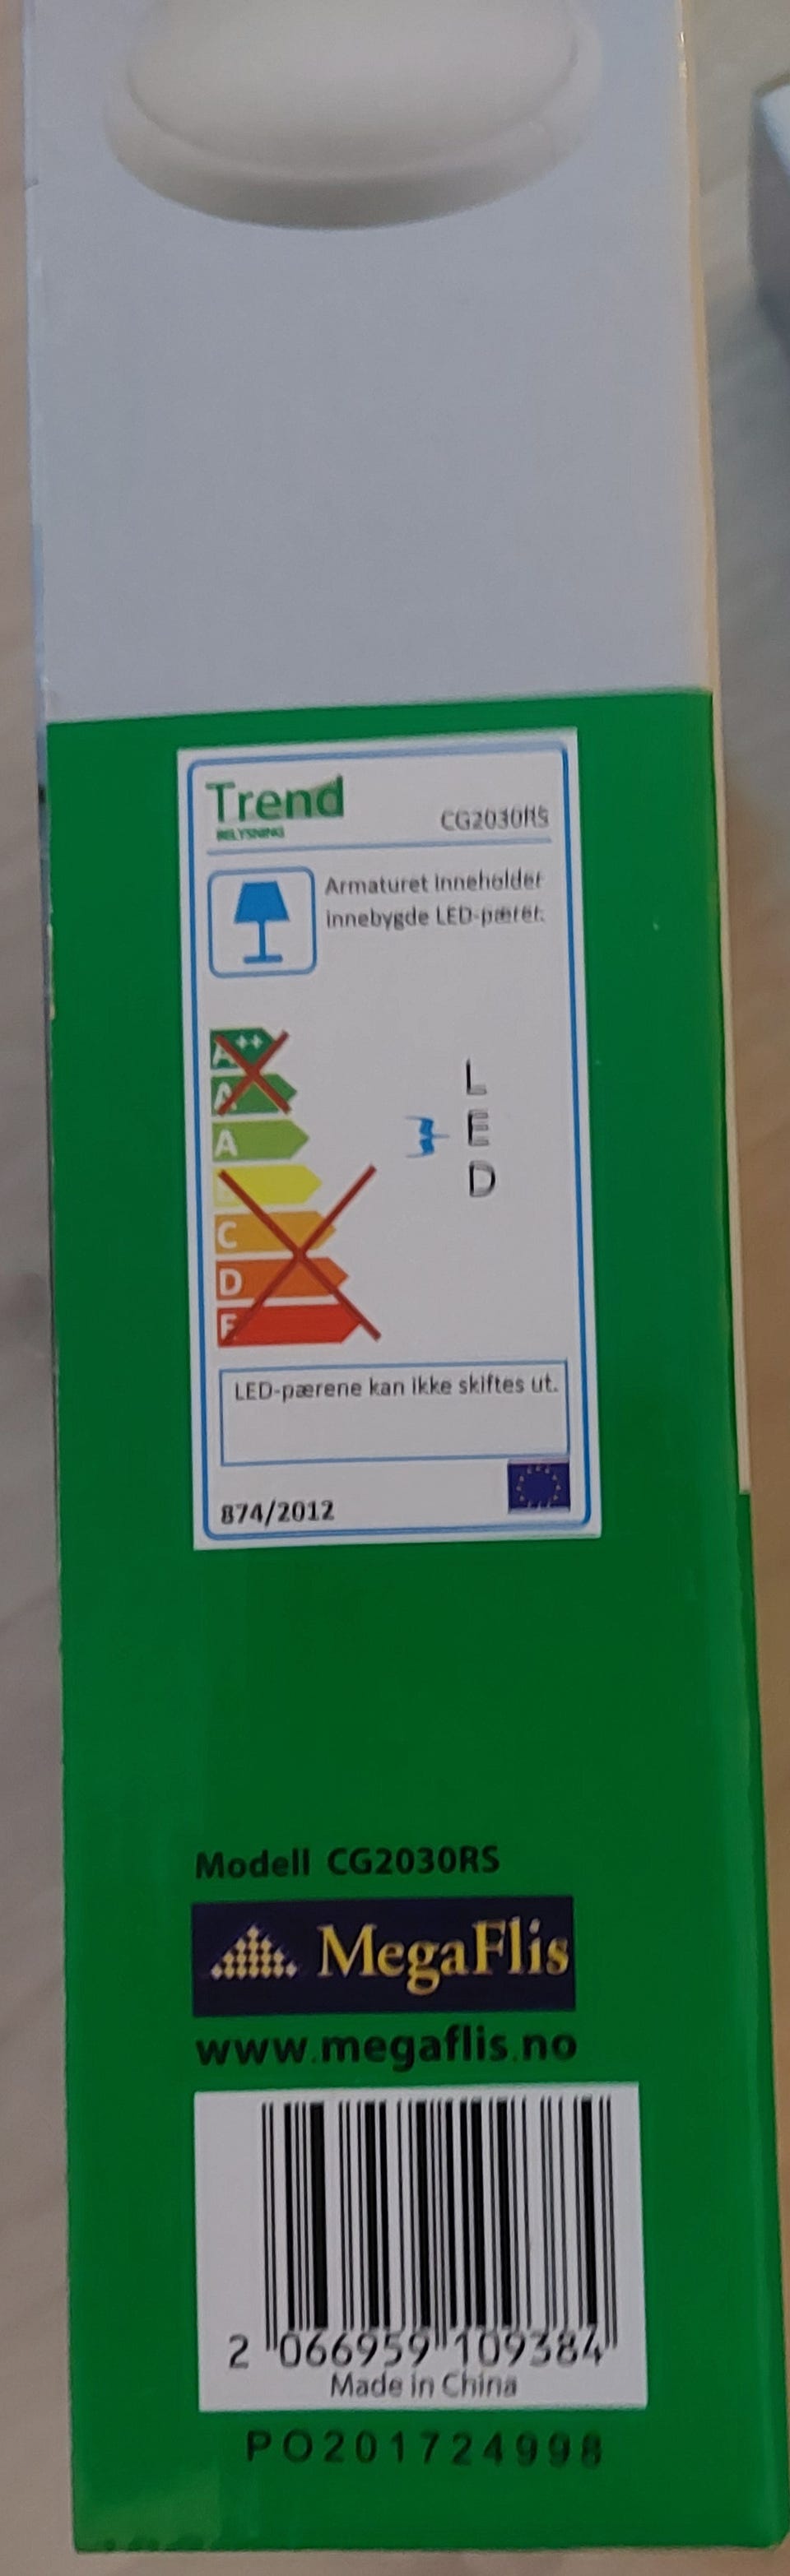 Trend
BELYSNING
CG2030RS
Armaturet inneholder
innebygde LED-pærer.
A++
A
A
C
D
E
L
E
D
LED-pærene kan ikke skiftes ut.
874/2012
Modell CG2030RS
MegaFlis
www.megaflis.no
2 066959 109384
Made in China
PO201724998